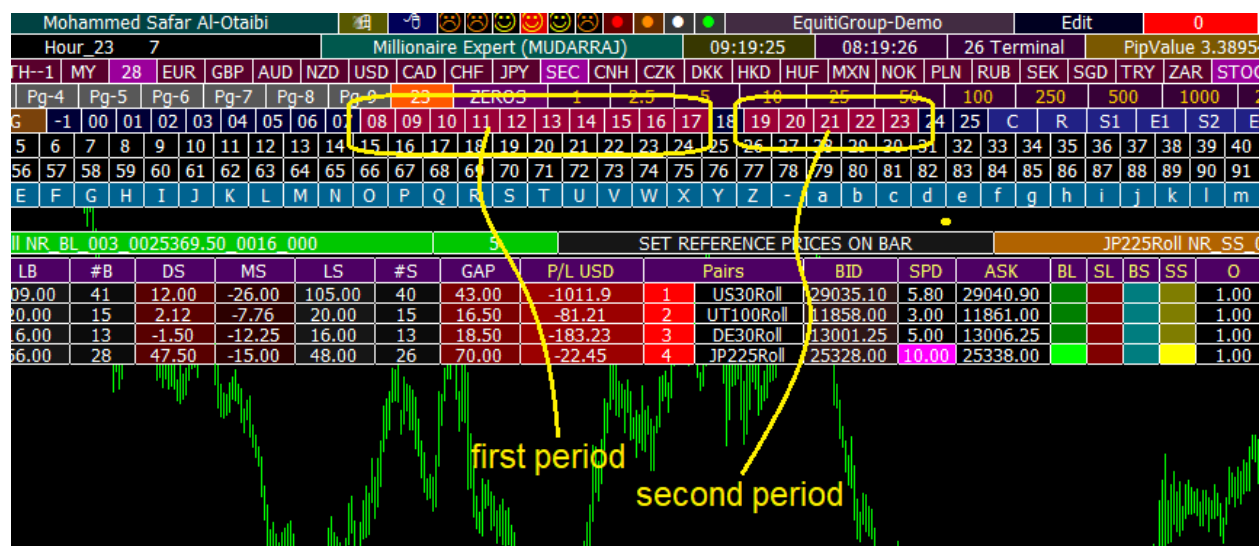 Mohammed Safar Al-Otaibi EquitiGroup-Demo Edit 0
Hour_23 7 Millionaire Expert (MUDARRAJ) 09:19:25 08:19:26 26 Terminal PipValue 3.3895
TH--1 MY 28 EUR GBP AUD NZD USD CAD CHF JPY SEC CNH CZK DKK HKD HUF MXN NOK PLN RUB SEK SGD TRY ZAR STOC
Pg-4 Pg-5 Pg-6 Pg-7 Pg-8 Pg-9 23 ZEROS 1 2.5 5 10 25 50 100 250 500 1000
G -1 00 01 02 03 04 05 06 07 08 09 10 11 12 13 14 15 16 17 18 19 20 21 22 23 24 25 C R S1 E1 S2 E
5 6 7 8 9 10 11 12 13 14 15 16 17 18 19 20 21 22 23 24 25 26 27 28 29 30 31 32 33 34 35 36 37 38 39 40
56 57 58 59 60 61 62 63 64 65 66 67 68 69 70 71 72 73 74 75 76 77 78 79 80 81 82 83 84 85 86 87 88 89 90 91
E F G H I J K L M N O P Q R S T U V W X Y Z - a b c d e f g h i j k l m
ll NR_BL_003_0025369.50_0016_000 5 SET REFERENCE PRICES ON BAR JP225Roll NR_SS_0
LB #B DS MS LS #S GAP P/L USD Pairs BID SPD ASK BL SL BS SS O
09.00 41 12.00 -26.00 105.00 40 43.00 -1011.9 1 US30Roll 29035.10 5.80 29040.90 1.00
20.00 15 2.12 -7.76 20.00 15 16.50 -81.21 2 UT100Roll 11858.00 3.00 11861.00 1.00
16.00 13 -1.50 -12.25 16.00 13 18.50 -183.23 3 DE30Roll 13001.25 5.00 13006.25 1.00
56.00 28 47.50 -15.00 48.00 26 70.00 -22.45 4 JP225Roll 25328.00 10.00 25338.00 1.00
first period
second period